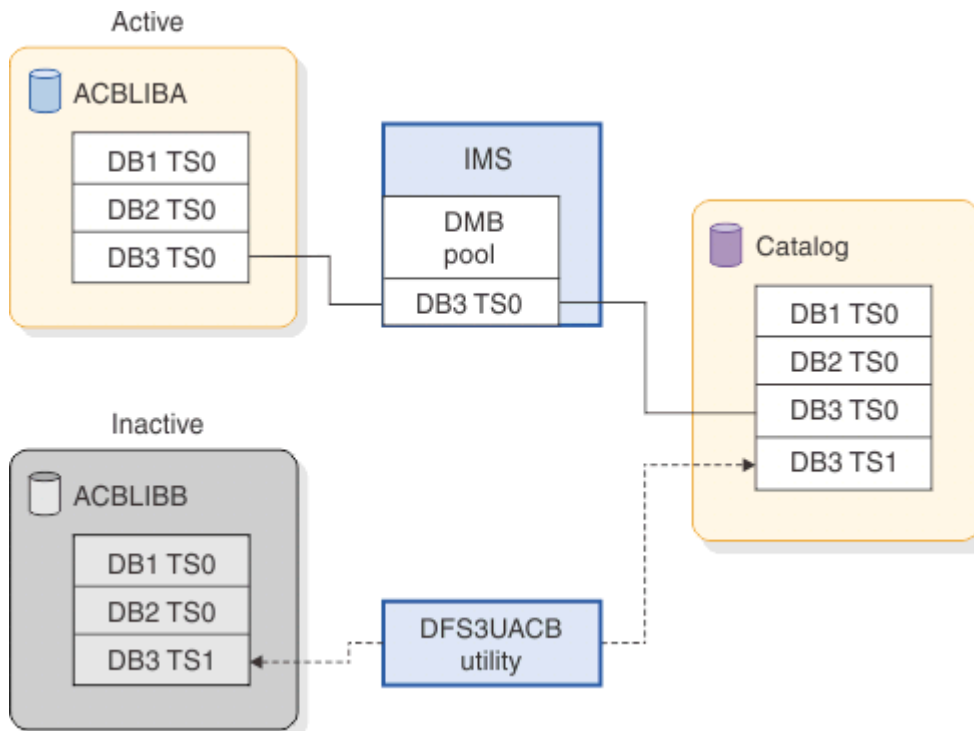 Active
ACBLIBA
DB1 TS0
DB2 TS0
DB3 TS0
IMS
DMB
pool
DB3 TS0
Catalog
DB1 TS0
DB2 TS0
DB3 TS0
DB3 TS1
Inactive
ACBLIBB
DB1 TS0
DB2 TS0
DB3 TS1
DFS3UACB
utility